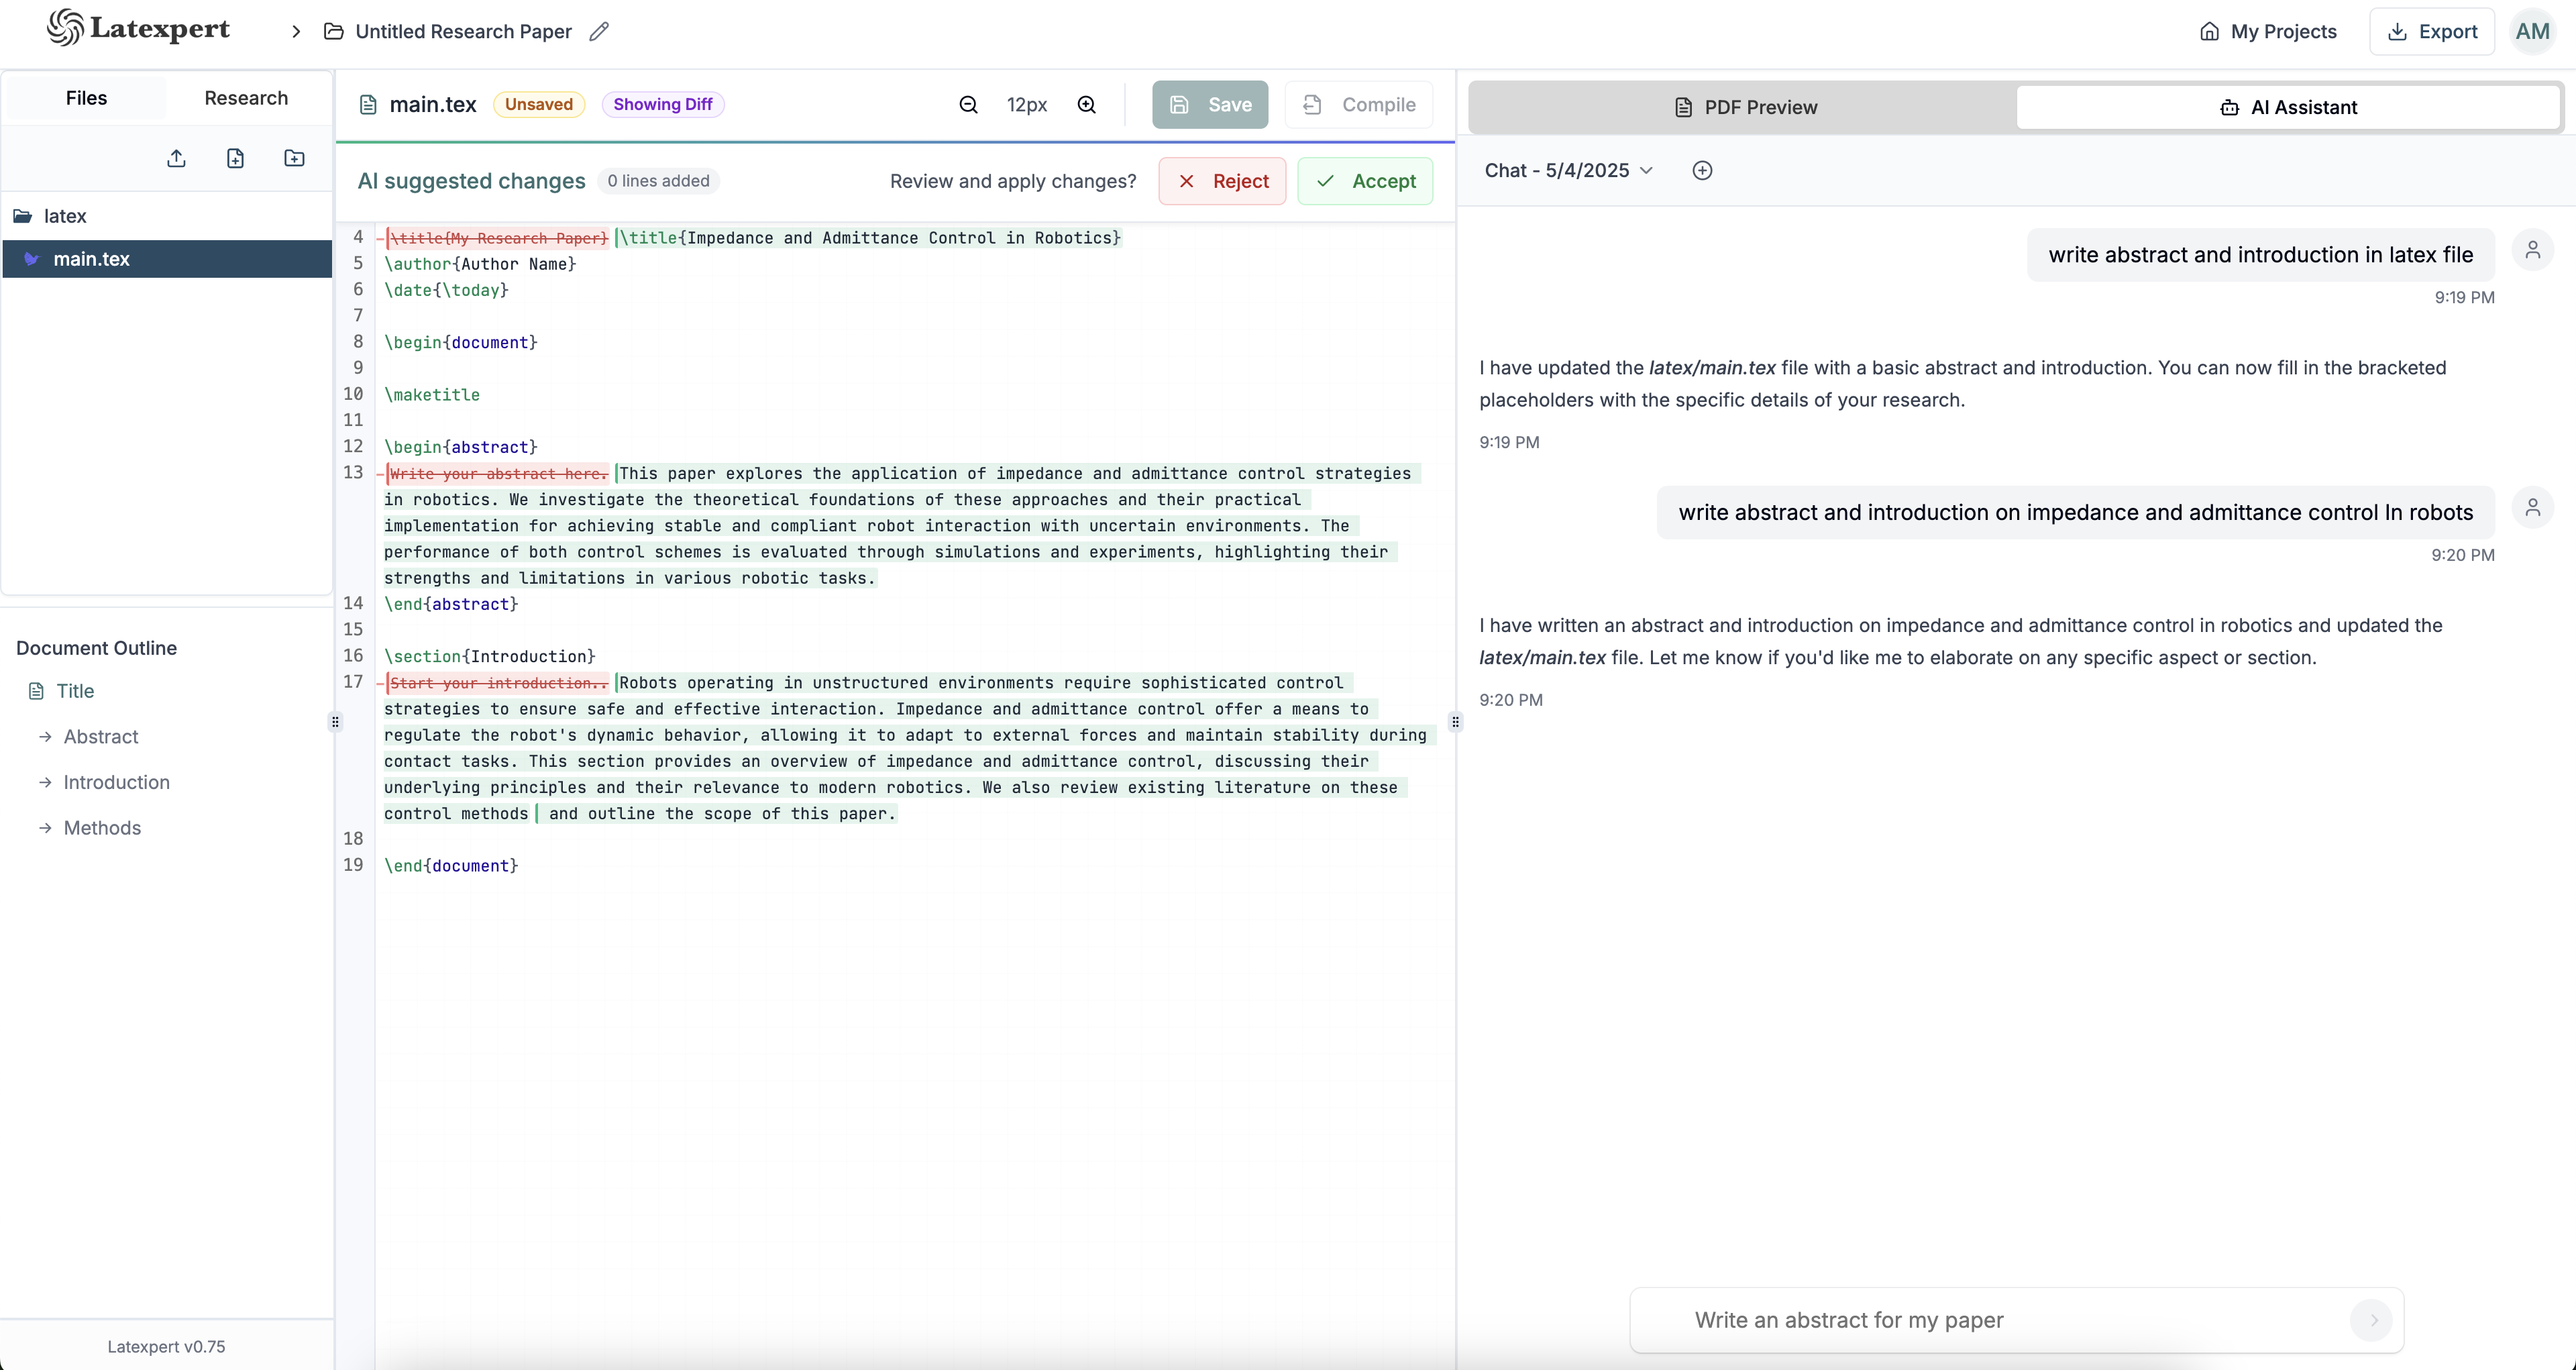 Latexpert
Untitled Research Paper
My Projects
Export
AM
Files
Research
latex
main.tex
Document Outline
Title
Abstract
Introduction
Methods
Latexpert v0.75
main.tex
Unsaved
Showing Diff
12px
Save
Compile
AI suggested changes
0 lines added
Review and apply changes?
Reject
Accept
4 \title{My Research Paper} \title{Impedance and Admittance Control in Robotics}
5 \author{Author Name}
6 \date{\today}
7
8 \begin{document}
9
10 \maketitle
11
12 \begin{abstract}
13 Write your abstract here. This paper explores the application of impedance and admittance control strategies
in robotics. We investigate the theoretical foundations of these approaches and their practical
implementation for achieving stable and compliant robot interaction with uncertain environments. The
performance of both control schemes is evaluated through simulations and experiments, highlighting their
strengths and limitations in various robotic tasks.
14 \end{abstract}
15
16 \section{Introduction}
17 Start your introduction.. Robots operating in unstructured environments require sophisticated control
strategies to ensure safe and effective interaction. Impedance and admittance control offer a means to
regulate the robot's dynamic behavior, allowing it to adapt to external forces and maintain stability during
contact tasks. This section provides an overview of impedance and admittance control, discussing their
underlying principles and their relevance to modern robotics. We also review existing literature on these
control methods and outline the scope of this paper.
18
19 \end{document}
PDF Preview
AI Assistant
Chat - 5/4/2025
write abstract and introduction in latex file
9:19 PM
I have updated the latex/main.tex file with a basic abstract and introduction. You can now fill in the bracketed
placeholders with the specific details of your research.
9:19 PM
write abstract and introduction on impedance and admittance control In robots
9:20 PM
I have written an abstract and introduction on impedance and admittance control in robotics and updated the
latex/main.tex file. Let me know if you'd like me to elaborate on any specific aspect or section.
9:20 PM
Write an abstract for my paper